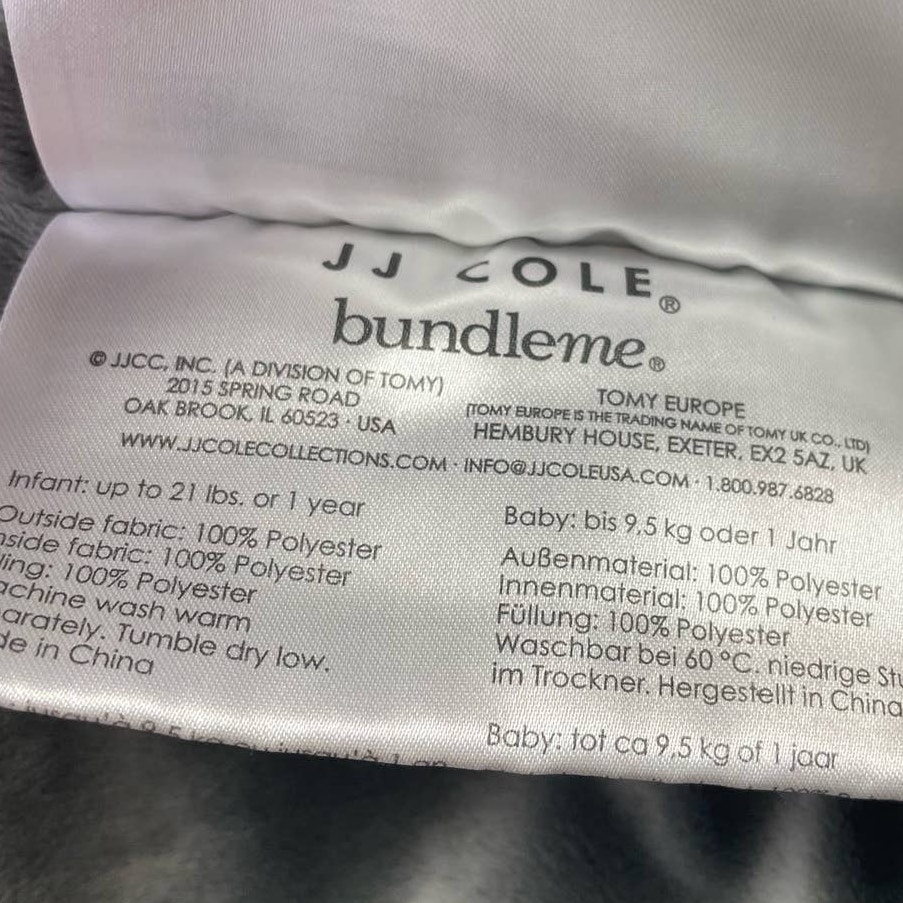 JJ COLE®
bundleme®
© JJCC, INC. (A DIVISION OF TOMY)
2015 SPRING ROAD
OAK BROOK, IL 60523 · USA
TOMY EUROPE
(TOMY EUROPE IS THE TRADING NAME OF TOMY UK CO., LTD)
HEMBURY HOUSE, EXETER, EX2 5AZ, UK
WWW.JJCOLECOLLECTIONS.COM · INFO@JJCOLEUSA.COM · 1.800.987.6828
Infant: up to 21 lbs. or 1 year
Outside fabric: 100% Polyester
nside fabric: 100% Polyester
ling: 100% Polyester
achine wash warm
arately. Tumble dry low.
de in China
Baby: bis 9,5 kg oder 1 Jahr
Außenmaterial: 100% Polyester
Innenmaterial: 100% Polyester
Füllung: 100% Polyester
Waschbar bei 60 °C. niedrige Stu
im Trockner. Hergestellt in China
Baby: tot ca 9,5 kg of 1 jaar